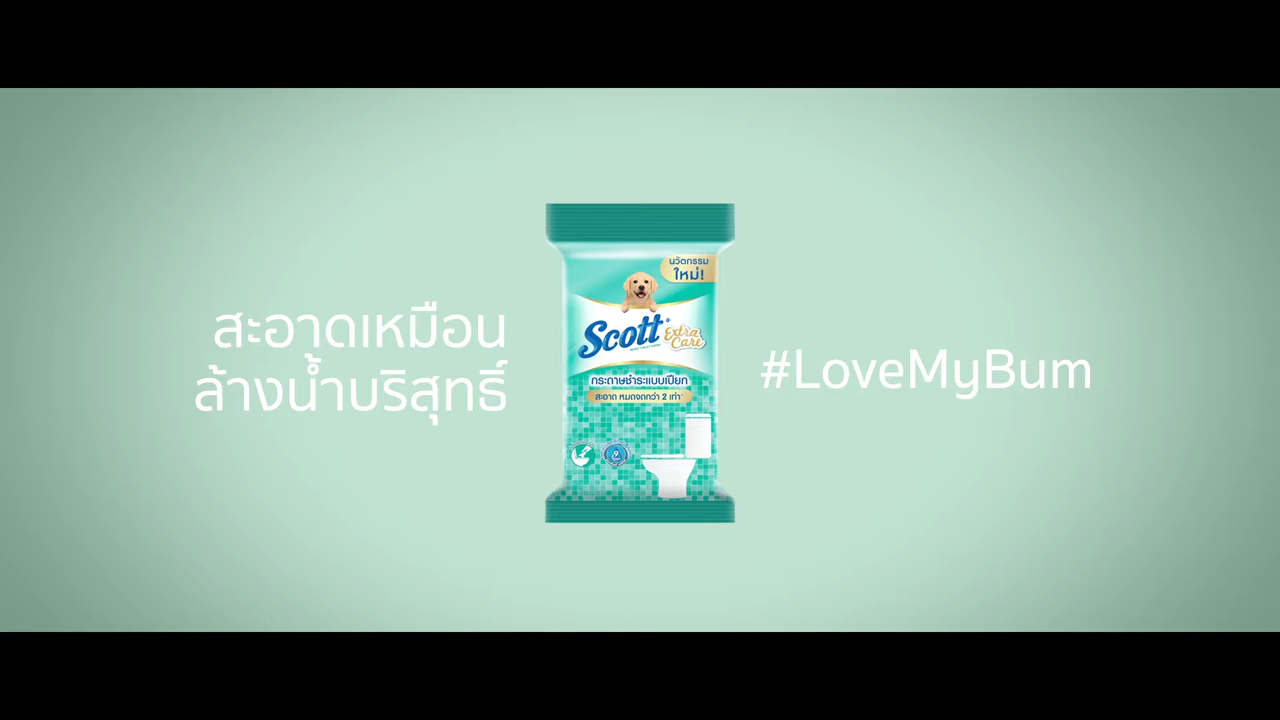 สะอาดเหมือน
ล้างน้ำบริสุทธิ์
นวัตกรรม
ใหม่!
Scott
Extra
Care
กระดาษชำระแบบเปียก
สะอาด หมดจดกว่า 2 เท่า
#LoveMyBum